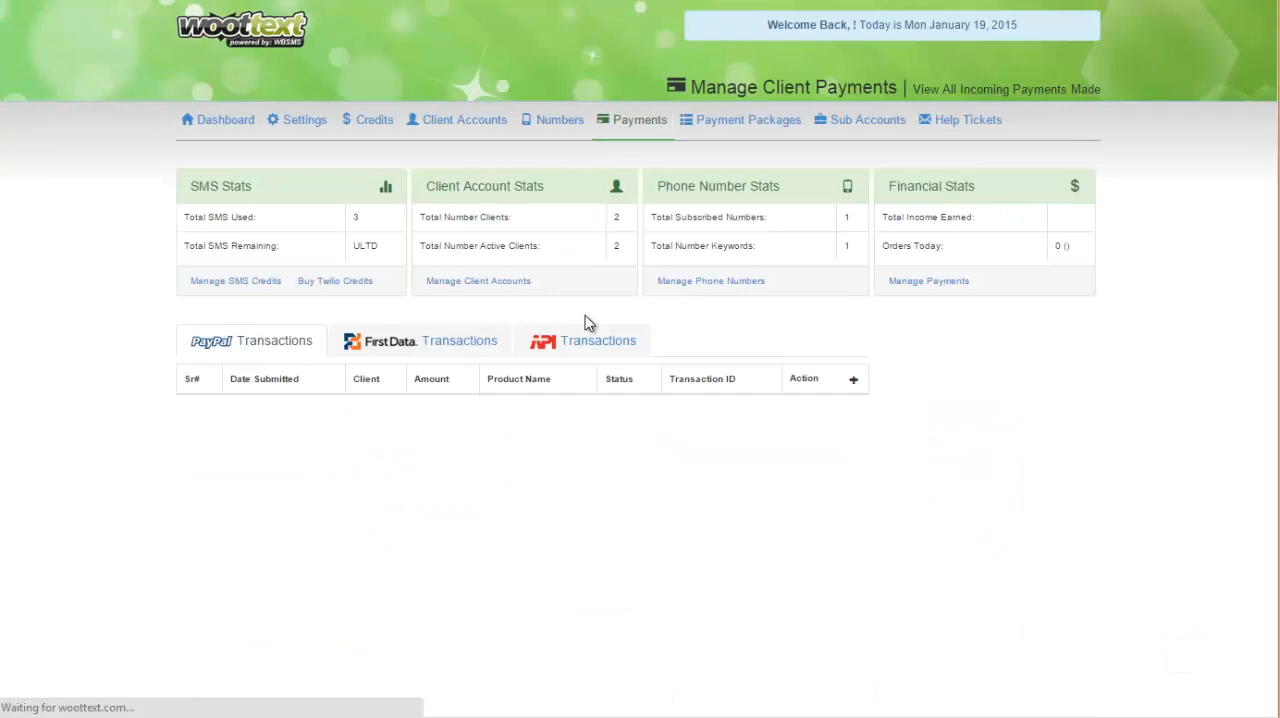 woottext
powered by: WBSMS
Welcome Back, ! Today is Mon January 19, 2015
Manage Client Payments | View All Incoming Payments Made
Dashboard Settings $ Credits Client Accounts Numbers Payments Payment Packages Sub Accounts Help Tickets
SMS Stats Client Account Stats Phone Number Stats Financial Stats $
Total SMS Used: 3 Total Number Clients: 2 Total Subscribed Numbers: 1 Total Income Earned:
Total SMS Remaining: ULTD Total Number Active Clients: 2 Total Number Keywords: 1 Orders Today: 0 ()
Manage SMS Credits Buy Twilio Credits Manage Client Accounts Manage Phone Numbers Manage Payments
PayPal Transactions First Data. Transactions API Transactions
Sr# Date Submitted Client Amount Product Name Status Transaction ID Action +
Waiting for woottext.com...